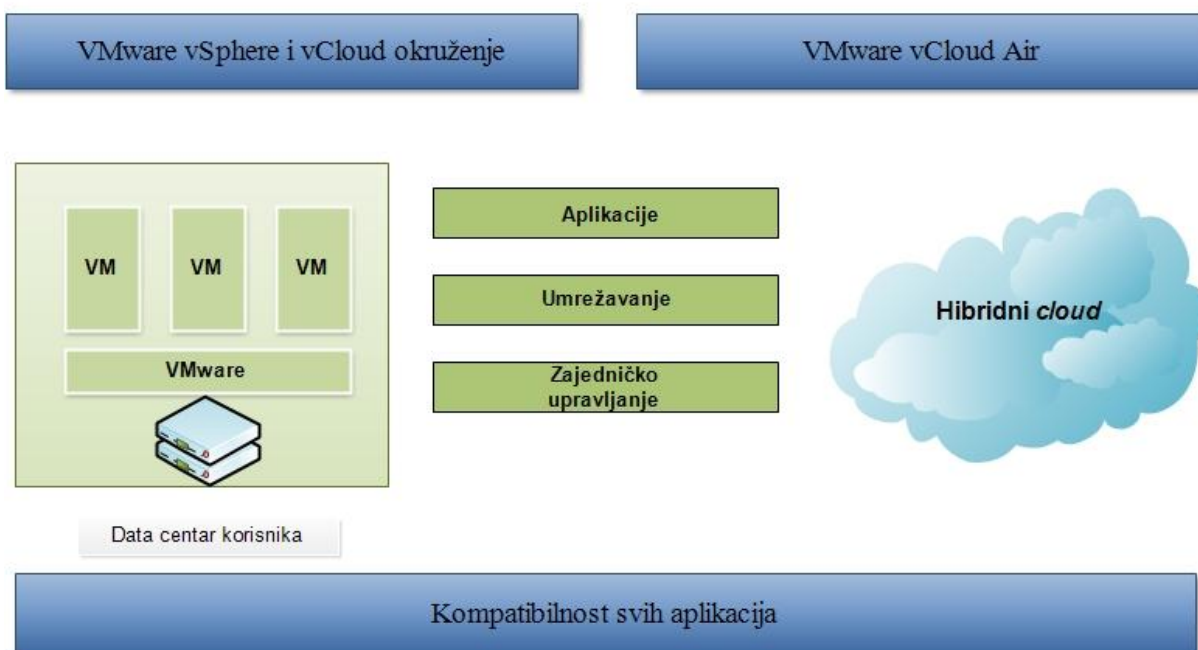 VMware vSphere i vCloud okruženje
VMware vCloud Air
VM
VM
VM
VMware
Data centar korisnika
Aplikacije
Umrežavanje
Zajedničko
upravljanje
Hibridni cloud
Kompatibilnost svih aplikacija